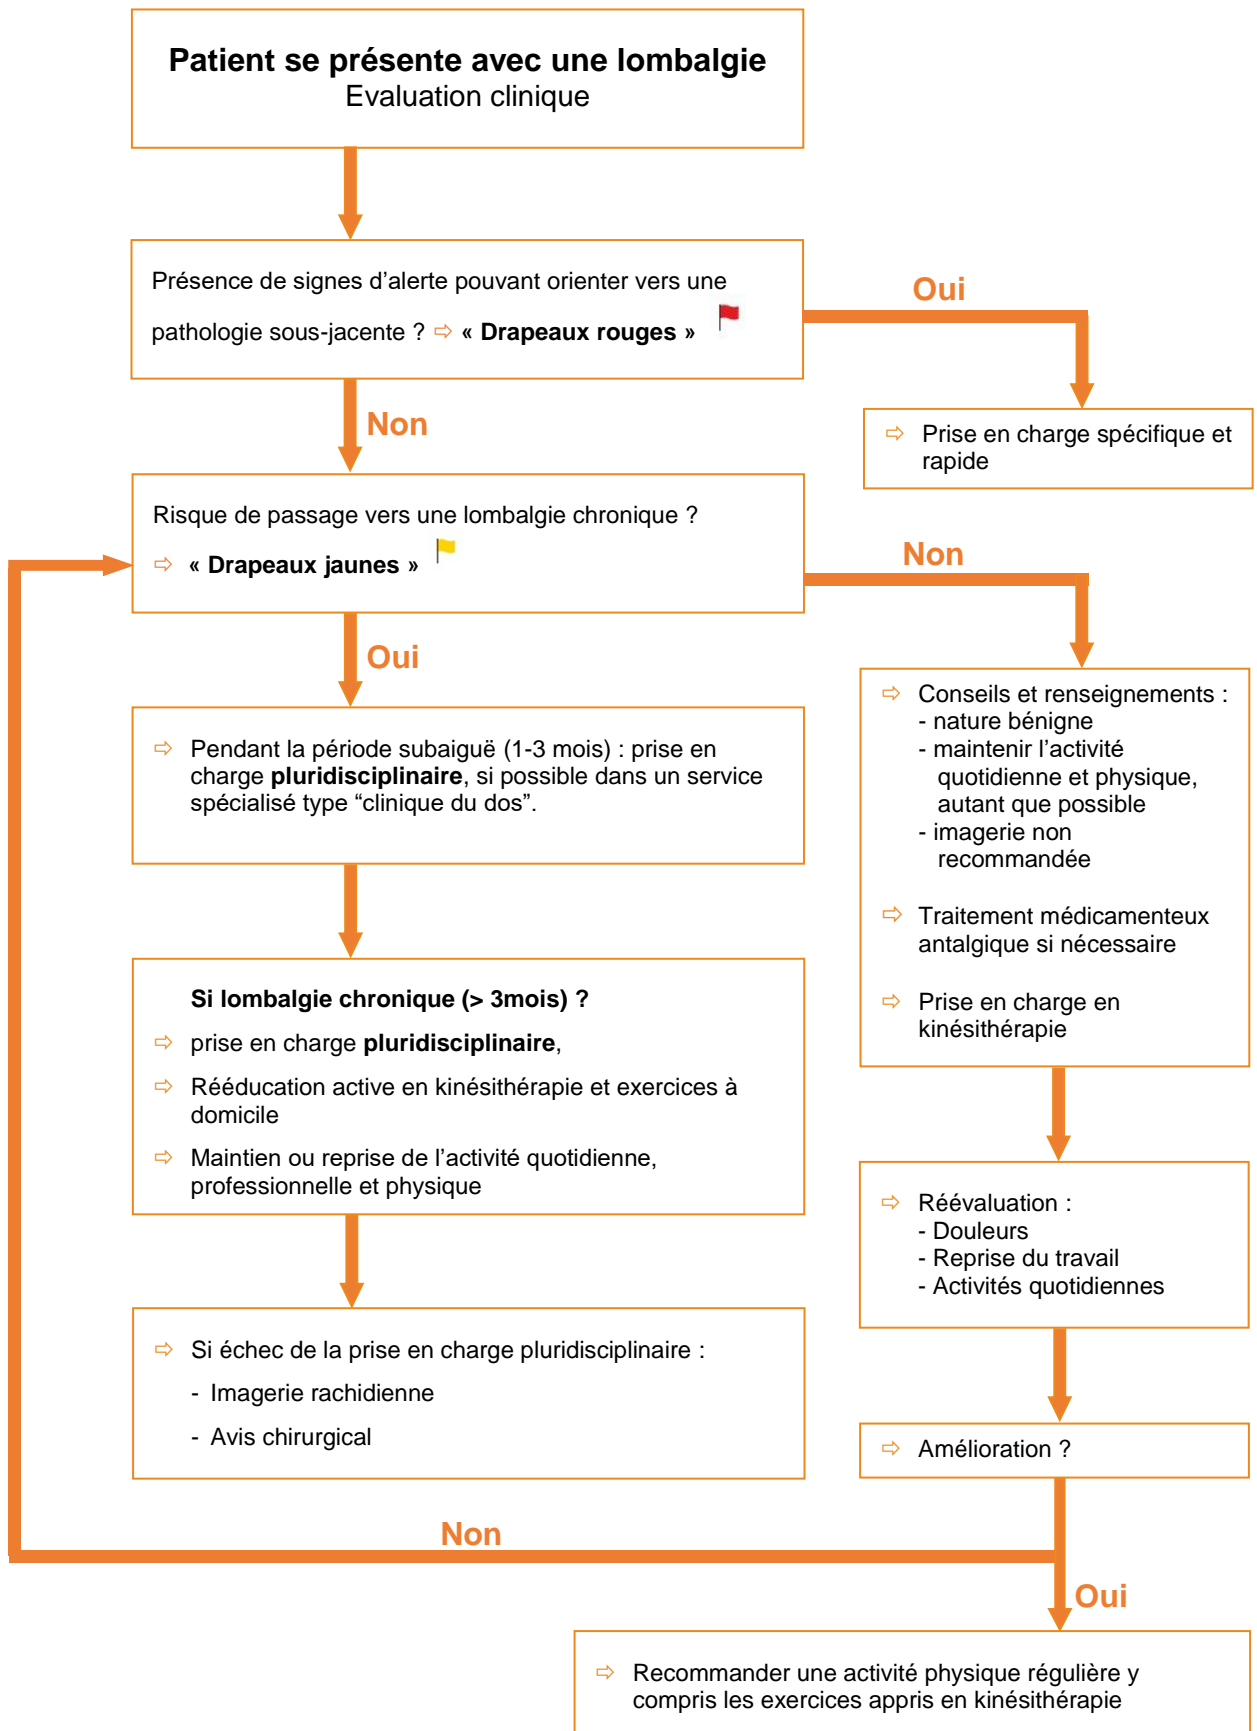 Patient se présente avec une lombalgie
Evaluation clinique
Présence de signes d’alerte pouvant orienter vers une
pathologie sous-jacente ? ⇨ « Drapeaux rouges »
Oui
Non
⇨ Prise en charge spécifique et
rapide
Risque de passage vers une lombalgie chronique ?
⇨ « Drapeaux jaunes »
Non
Oui
⇨ Pendant la période subaiguë (1-3 mois) : prise en
charge pluridisciplinaire, si possible dans un service
spécialisé type “clinique du dos”.
⇨ Conseils et renseignements :
- nature bénigne
- maintenir l’activité
quotidienne et physique,
autant que possible
- imagerie non
recommandée
⇨ Traitement médicamenteux
antalgique si nécessaire
⇨ Prise en charge en
kinésithérapie
Si lombalgie chronique (> 3mois) ?
⇨ prise en charge pluridisciplinaire,
⇨ Rééducation active en kinésithérapie et exercices à
domicile
⇨ Maintien ou reprise de l’activité quotidienne,
professionnelle et physique
⇨ Réévaluation :
- Douleurs
- Reprise du travail
- Activités quotidiennes
⇨ Si échec de la prise en charge pluridisciplinaire :
- Imagerie rachidienne
- Avis chirurgical
⇨ Amélioration ?
Non
Oui
⇨ Recommander une activité physique régulière y
compris les exercices appris en kinésithérapie